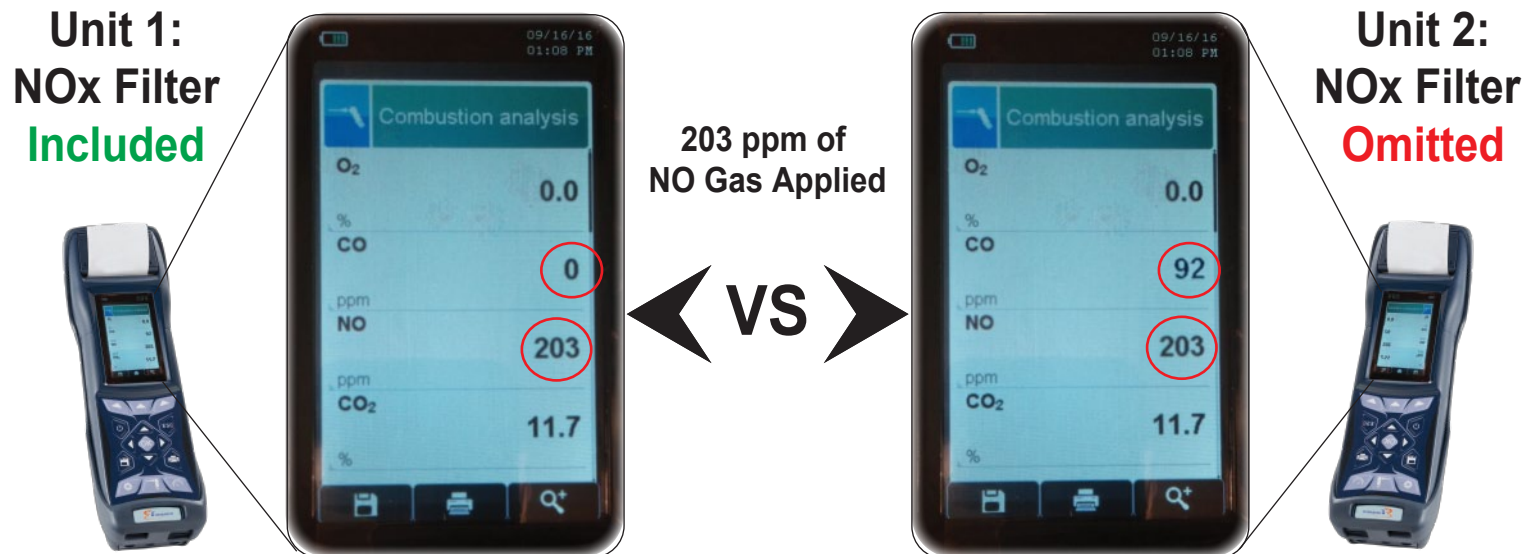 Unit 1:
NOx Filter
Included
09/16/16
01:08 PM
Combustion analysis
O₂
0.0
%
CO
0
ppm
NO
203
ppm
CO₂
11.7
%
203 ppm of
NO Gas Applied
VS
09/16/16
01:08 PM
Combustion analysis
O₂
0.0
%
CO
92
ppm
NO
203
ppm
CO₂
11.7
%
Unit 2:
NOx Filter
Omitted